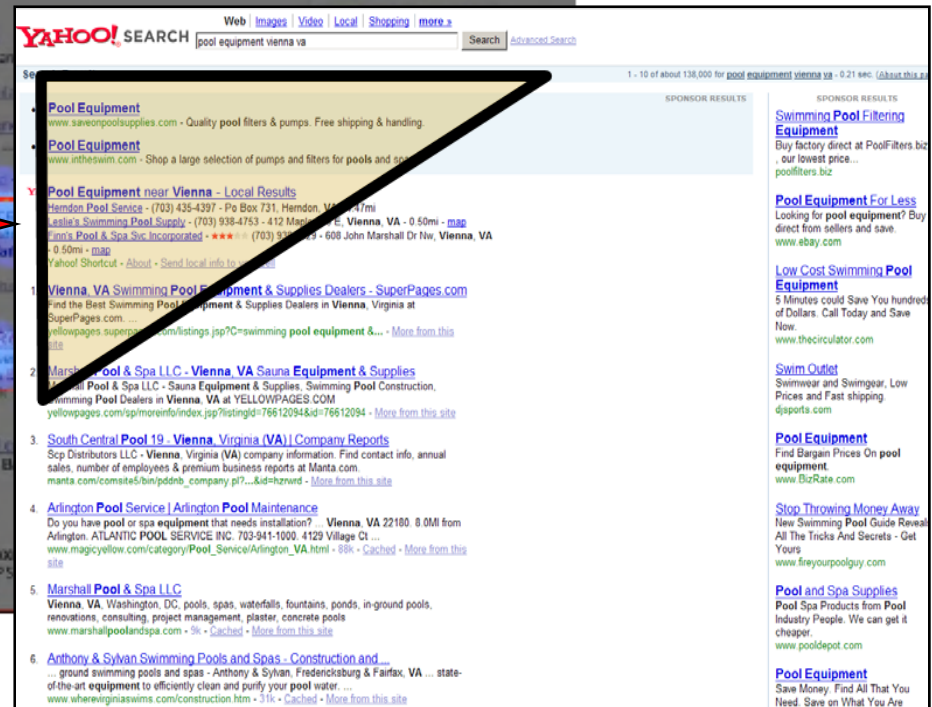 Web | Images | Video | Local | Shopping | more »
YAHOO! SEARCH
pool equipment vienna va
Search
Advanced Search
1 - 10 of about 138,000 for pool equipment vienna va - 0.21 sec. (About this pa
SPONSOR RESULTS
Pool Equipment
www.saveonpoolsupplies.com - Quality pool filters & pumps. Free shipping & handling.
Pool Equipment
www.intheswim.com - Shop a large selection of pumps and filters for pools and
Pool Equipment near Vienna - Local Results
Herndon Pool Service - (703) 435-4397 - Po Box 731, Herndon, 47mi
Leslie's Swimming Pool Supply - (703) 938-4753 - 412 E, Vienna, VA - 0.50mi - map
Finn's Pool & Spa Svc Incorporated - (703) - 608 John Marshall Dr Nw, Vienna, VA
- 0.50mi - map
Yahoo! Shortcut - About - Send local info to
1. Vienna, VA Swimming Pool & Supplies Dealers - SuperPages.com
Find the Best Swimming Pool & Supplies Dealers in Vienna, Virginia at
SuperPages.com. ...
/listings.jsp?C=swimming pool equipment &... - More from this
site
2. Pool & Spa LLC - Vienna, VA Sauna Equipment & Supplies
Pool & Spa LLC - Sauna Equipment & Supplies, Swimming Pool Construction,
Swimming Pool Dealers in Vienna, VA at YELLOWPAGES.COM
yellowpages.com/sp/moreinfo/index.jsp?listingId=76612094&id=76612094 - More from this site
3. South Central Pool 19 - Vienna, Virginia (VA) | Company Reports
Scp Distributors LLC - Vienna, Virginia (VA) company information. Find contact info, annual
sales, number of employees & premium business reports at Manta.com.
manta.com/comsite5/bin/pddnb_company.pl?...&id=hzrwrd - More from this site
4. Arlington Pool Service | Arlington Pool Maintenance
Do you have pool or spa equipment that needs installation? ... Vienna, VA 22180. 8.0MI from
Arlington. ATLANTIC POOL SERVICE INC. 703-941-1000. 4129 Village Ct ...
www.magicyellow.com/category/Pool_Service/Arlington_VA.html - 88k - Cached - More from this
site
5. Marshall Pool & Spa LLC
Vienna, VA, Washington, DC, pools, spas, waterfalls, fountains, ponds, in-ground pools,
renovations, consulting, project management, plaster, concrete pools
www.marshallpoolandspa.com - 9k - Cached - More from this site
6. Anthony & Sylvan Swimming Pools and Spas - Construction and ...
... ground swimming pools and spas - Anthony & Sylvan, Fredericksburg & Fairfax, VA ... state-
of-the-art equipment to efficiently clean and purify your pool water. ...
www.wherevirginiaswims.com/construction.htm - 31k - Cached - More from this site
SPONSOR RESULTS
Swimming Pool Filtering
Equipment
Buy factory direct at PoolFilters.biz
, our lowest price...
poolfilters.biz
Pool Equipment For Less
Looking for pool equipment? Buy
direct from sellers and save.
www.ebay.com
Low Cost Swimming Pool
Equipment
5 Minutes could Save You hundreds
of Dollars. Call Today and Save
Now.
www.thecirculator.com
Swim Outlet
Swimwear and Swimgear, Low
Prices and Fast shipping.
djsports.com
Pool Equipment
Find Bargain Prices On pool
equipment.
www.BizRate.com
Stop Throwing Money Away
New Swimming Pool Guide Reveals
All The Tricks And Secrets - Get
Yours
www.fireyourpoolguy.com
Pool and Spa Supplies
Pool Spa Products from Pool
Industry People. We can get it
cheaper.
www.pooldepot.com
Pool Equipment
Save Money. Find All That You
Need. Save on What You Are